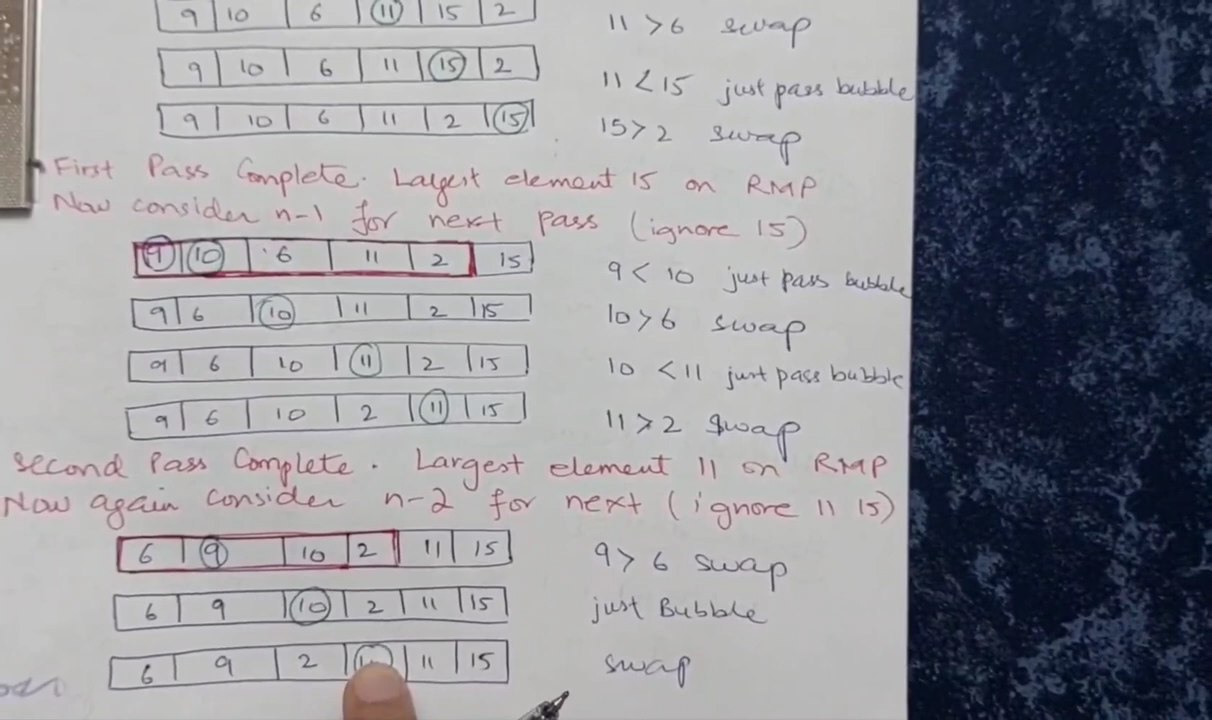 9 10 6 11 15 2 11 > 6 swap
9 10 6 11 15 2 11 < 15 just pass bubble
9 10 6 11 2 15 15 > 2 swap
First Pass Complete. Largest element 15 on RMP
Now consider n-1 for next pass (ignore 15)
9 10 6 11 2 15 9 < 10 just pass bubble
9 6 10 11 2 15 10 > 6 swap
9 6 10 11 2 15 10 < 11 just pass bubble
9 6 10 2 11 15 11 > 2 swap
Second Pass Complete. Largest element 11 on RMP
Now again consider n-2 for next (ignore 11 15)
6 9 10 2 11 15 9 > 6 swap
6 9 10 2 11 15 just Bubble
6 9 2 11 15 swap